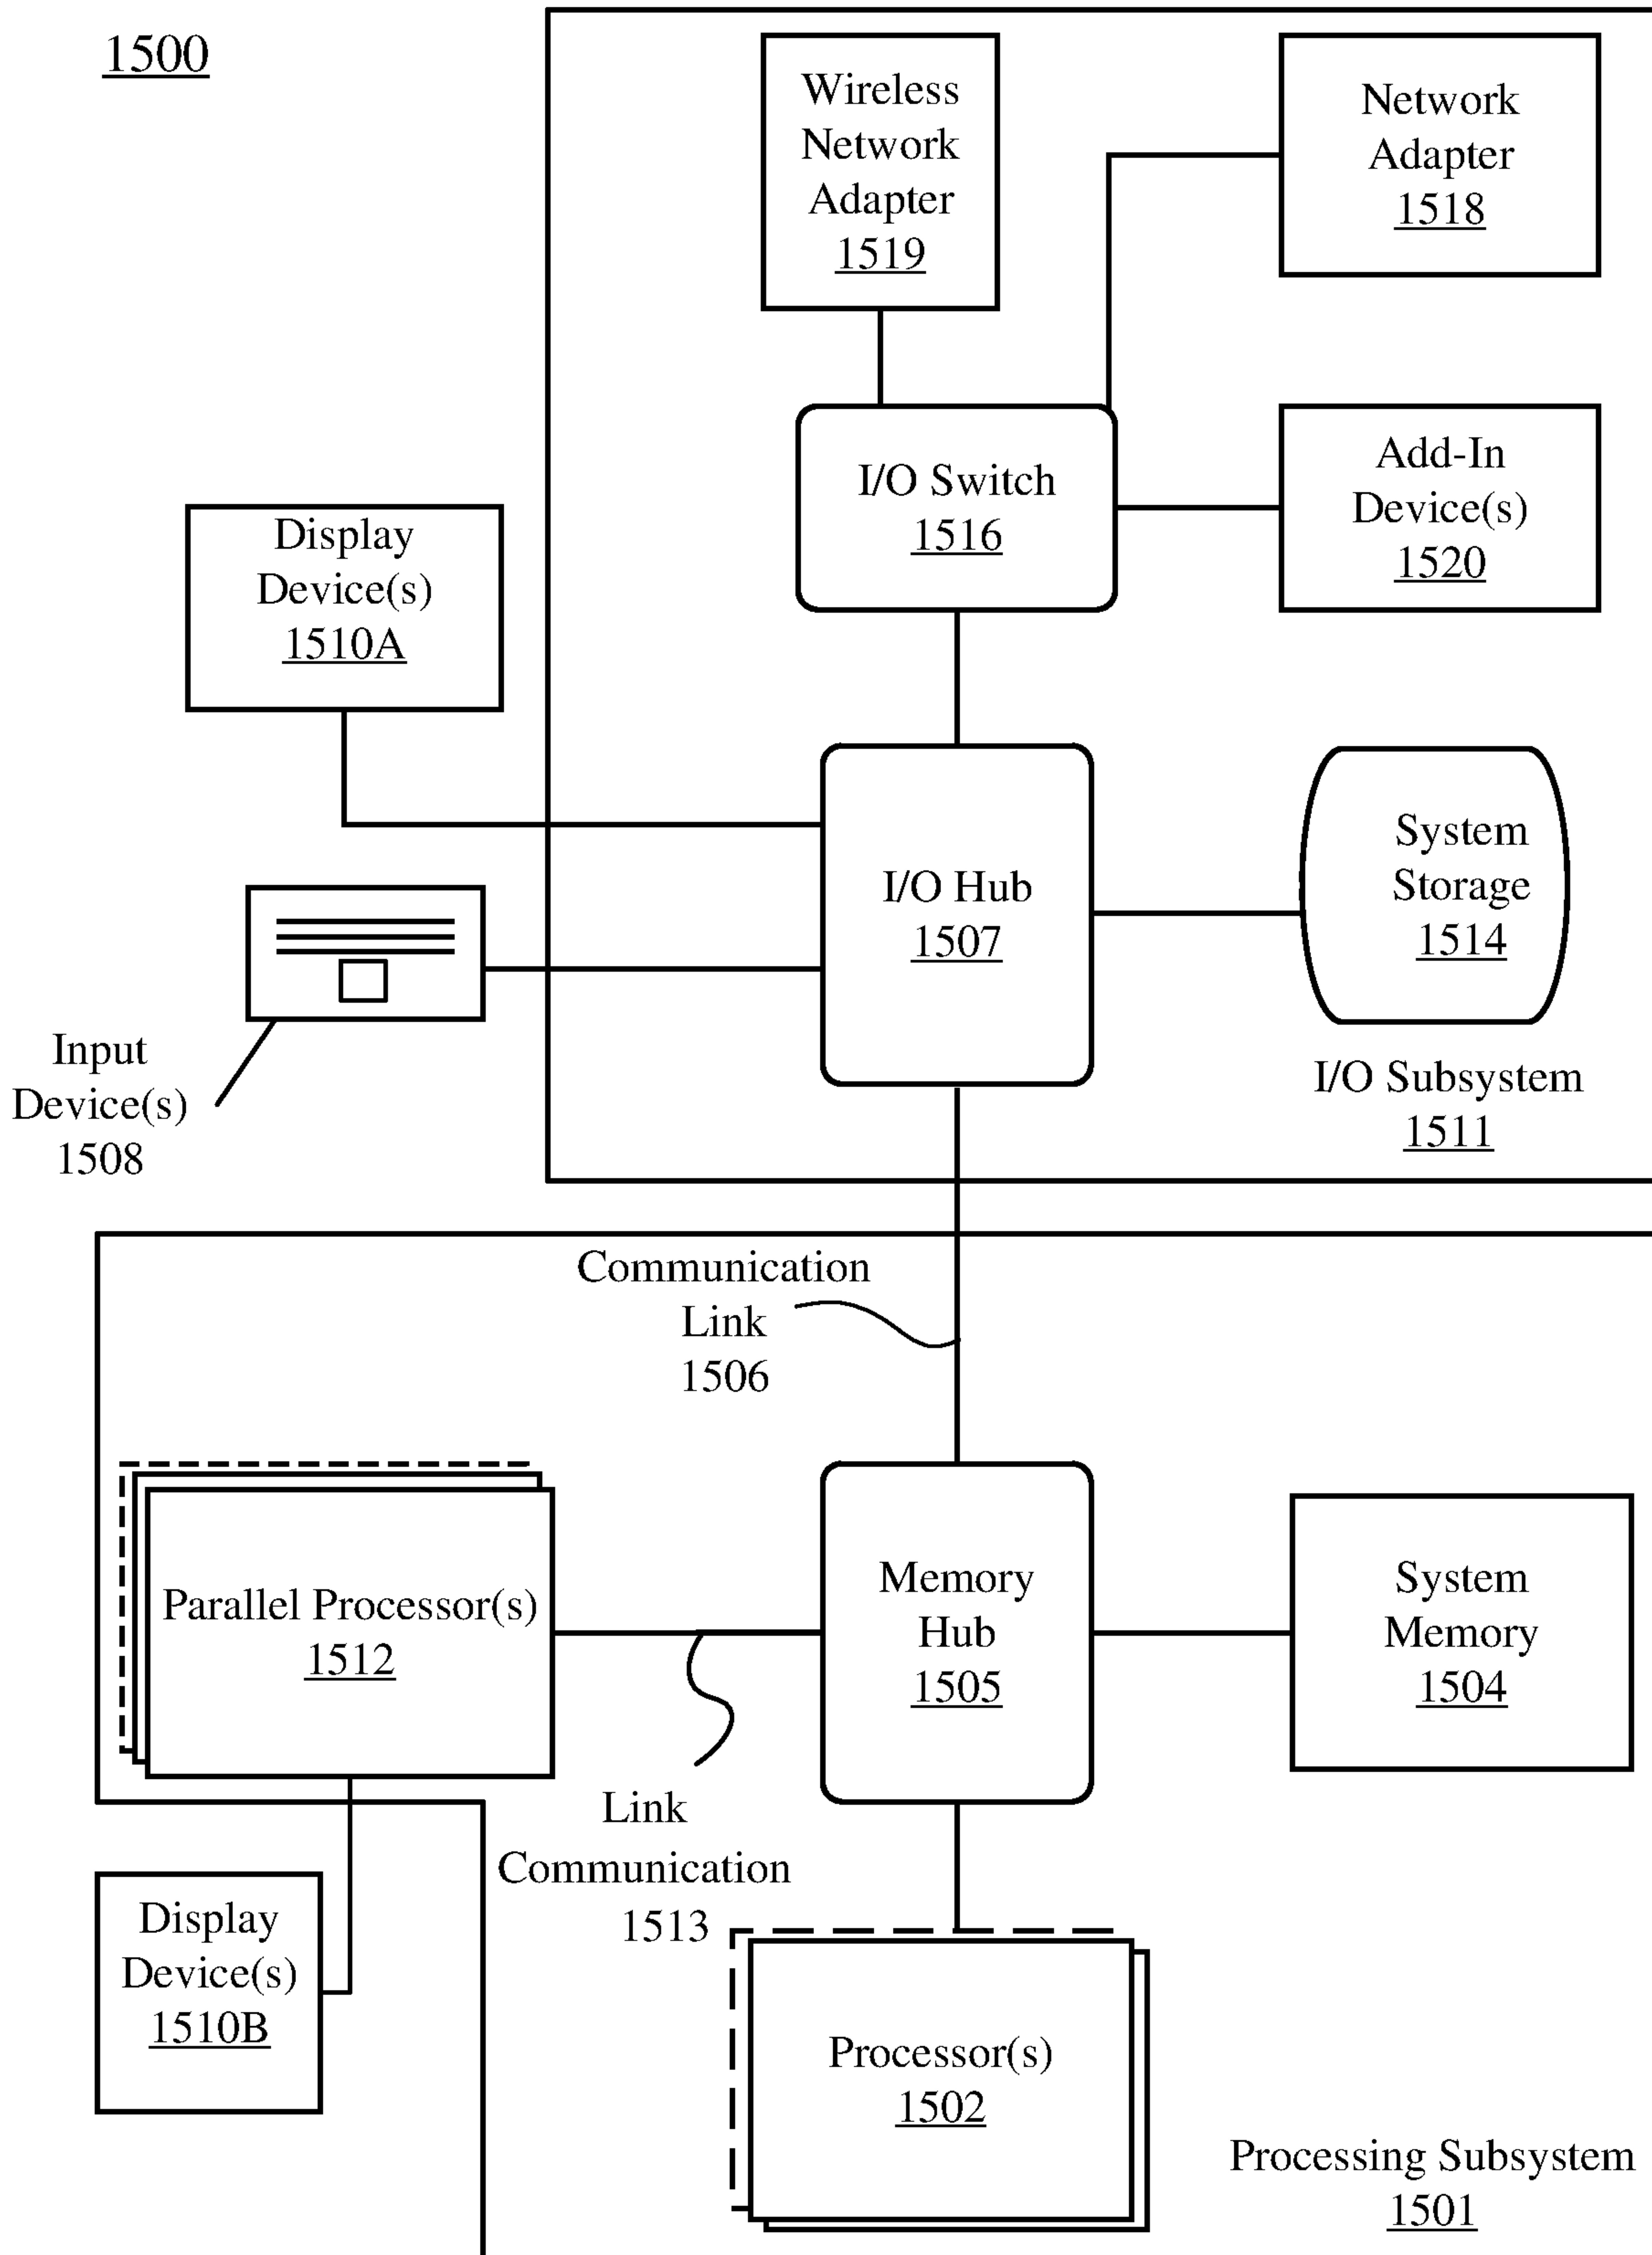 1500
Wireless
Network
Adapter
1519
Network
Adapter
1518
I/O Switch
1516
Add-In
Device(s)
1520
Display
Device(s)
1510A
I/O Hub
1507
System
Storage
1514
Input
Device(s)
1508
I/O Subsystem
1511
Communication
Link
1506
Parallel Processor(s)
1512
Memory
Hub
1505
System
Memory
1504
Link
Communication
1513
Display
Device(s)
1510B
Processor(s)
1502
Processing Subsystem
1501